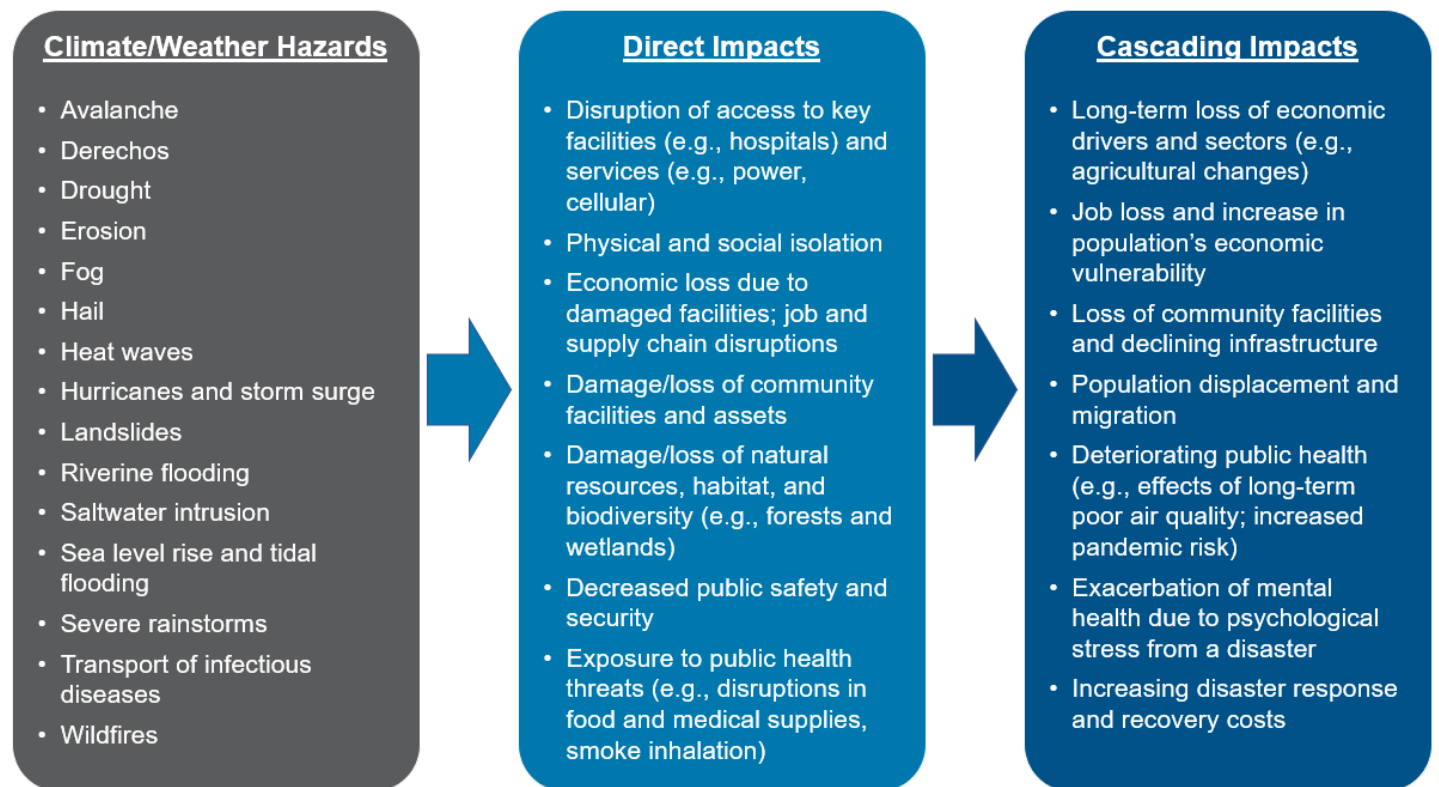 Climate/Weather Hazards
• Avalanche
• Derechos
• Drought
• Erosion
• Fog
• Hail
• Heat waves
• Hurricanes and storm surge
• Landslides
• Riverine flooding
• Saltwater intrusion
• Sea level rise and tidal
flooding
• Severe rainstorms
• Transport of infectious
diseases
• Wildfires
Direct Impacts
• Disruption of access to key
facilities (e.g., hospitals) and
services (e.g., power,
cellular)
• Physical and social isolation
• Economic loss due to
damaged facilities; job and
supply chain disruptions
• Damage/loss of community
facilities and assets
• Damage/loss of natural
resources, habitat, and
biodiversity (e.g., forests and
wetlands)
• Decreased public safety and
security
• Exposure to public health
threats (e.g., disruptions in
food and medical supplies,
smoke inhalation)
Cascading Impacts
• Long-term loss of economic
drivers and sectors (e.g.,
agricultural changes)
• Job loss and increase in
population’s economic
vulnerability
• Loss of community facilities
and declining infrastructure
• Population displacement and
migration
• Deteriorating public health
(e.g., effects of long-term
poor air quality; increased
pandemic risk)
• Exacerbation of mental
health due to psychological
stress from a disaster
• Increasing disaster response
and recovery costs